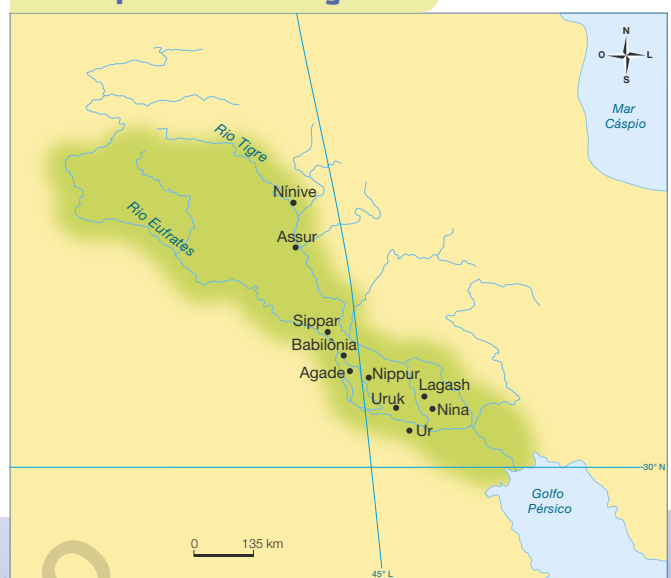 N
O L
S
Mar
Cáspio
Rio Tigre
Nínive
Rio Eufrates
Assur
Sippar
Babilônia
Agade
Nippur
Lagash
Uruk
Nina
Ur
30° N
Golfo
Pérsico
0 135 km
45° L